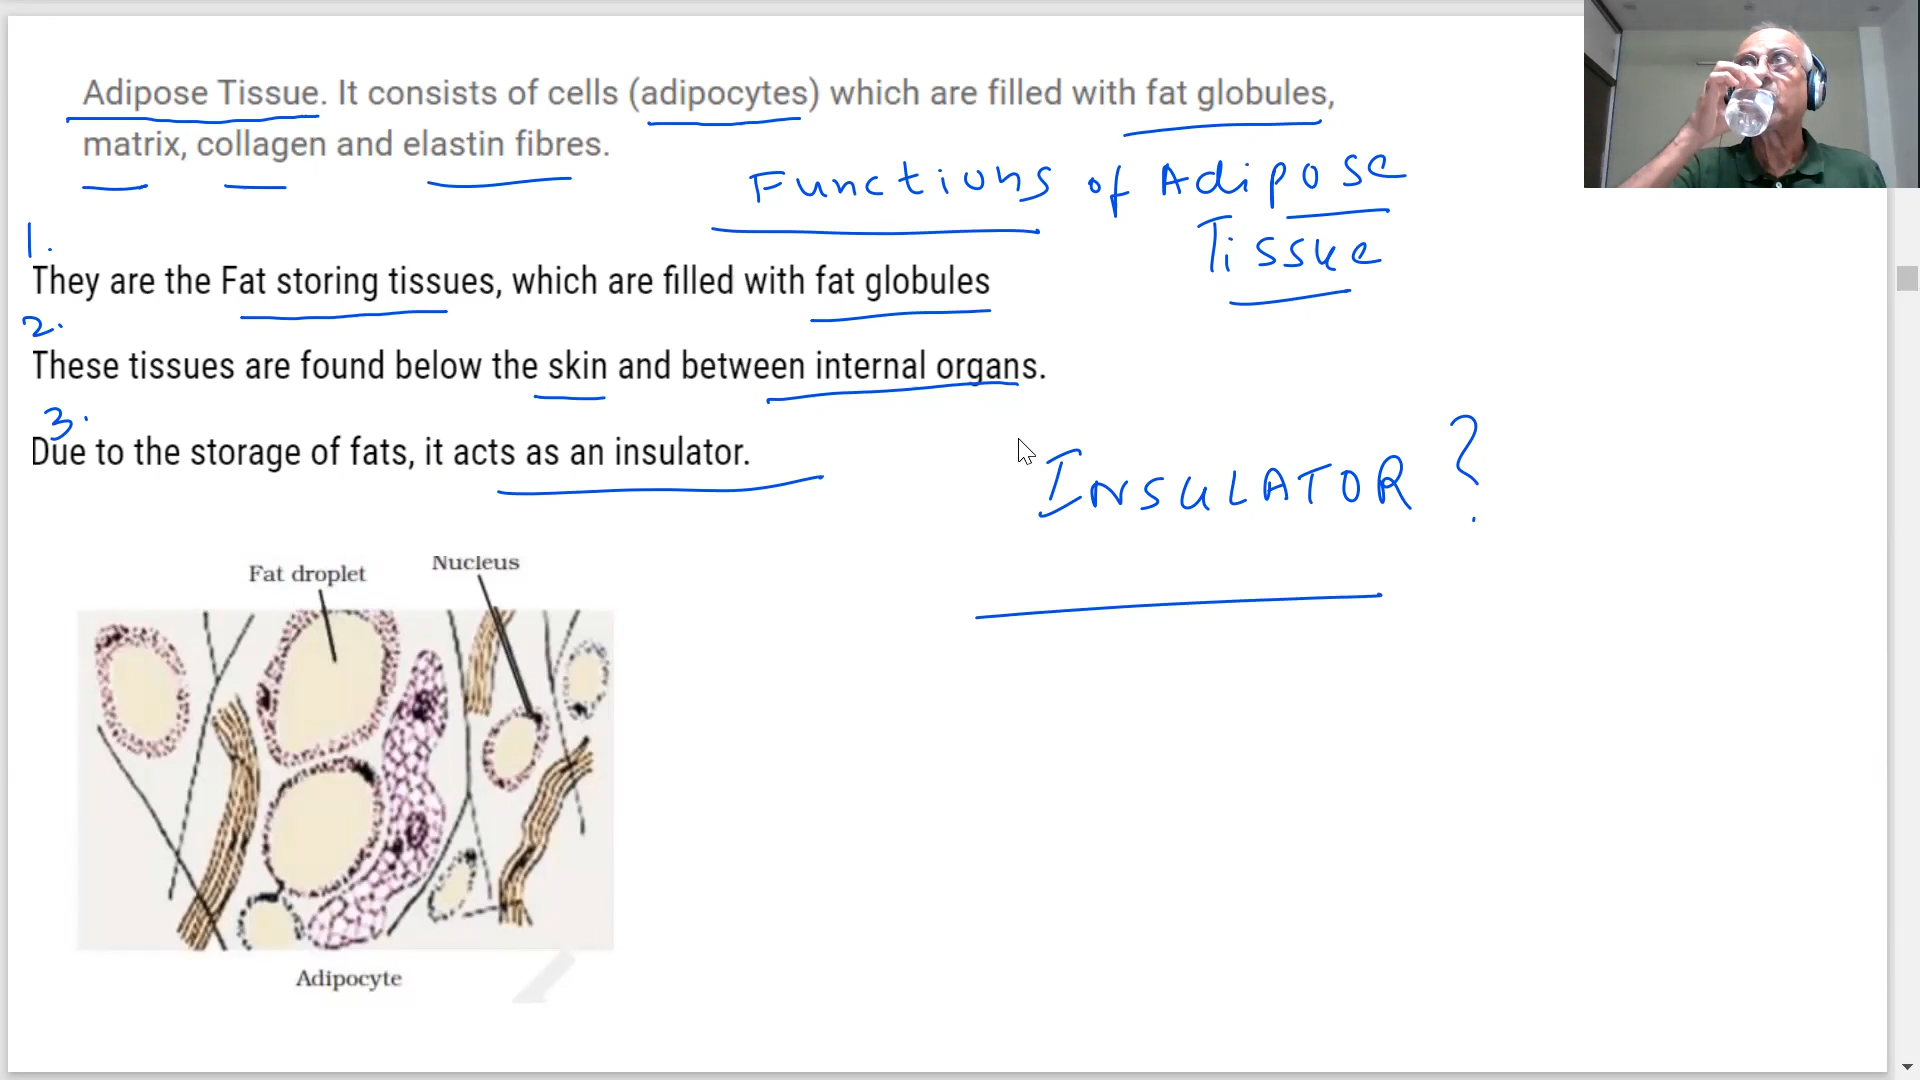 Adipose Tissue. It consists of cells (adipocytes) which are filled with fat globules,
matrix, collagen and elastin fibres.
Functions of Adipose
Tissue
1.
They are the Fat storing tissues, which are filled with fat globules
2.
These tissues are found below the skin and between internal organs.
3.
Due to the storage of fats, it acts as an insulator.
INSULATOR ?
Fat droplet
Nucleus
Adipocyte